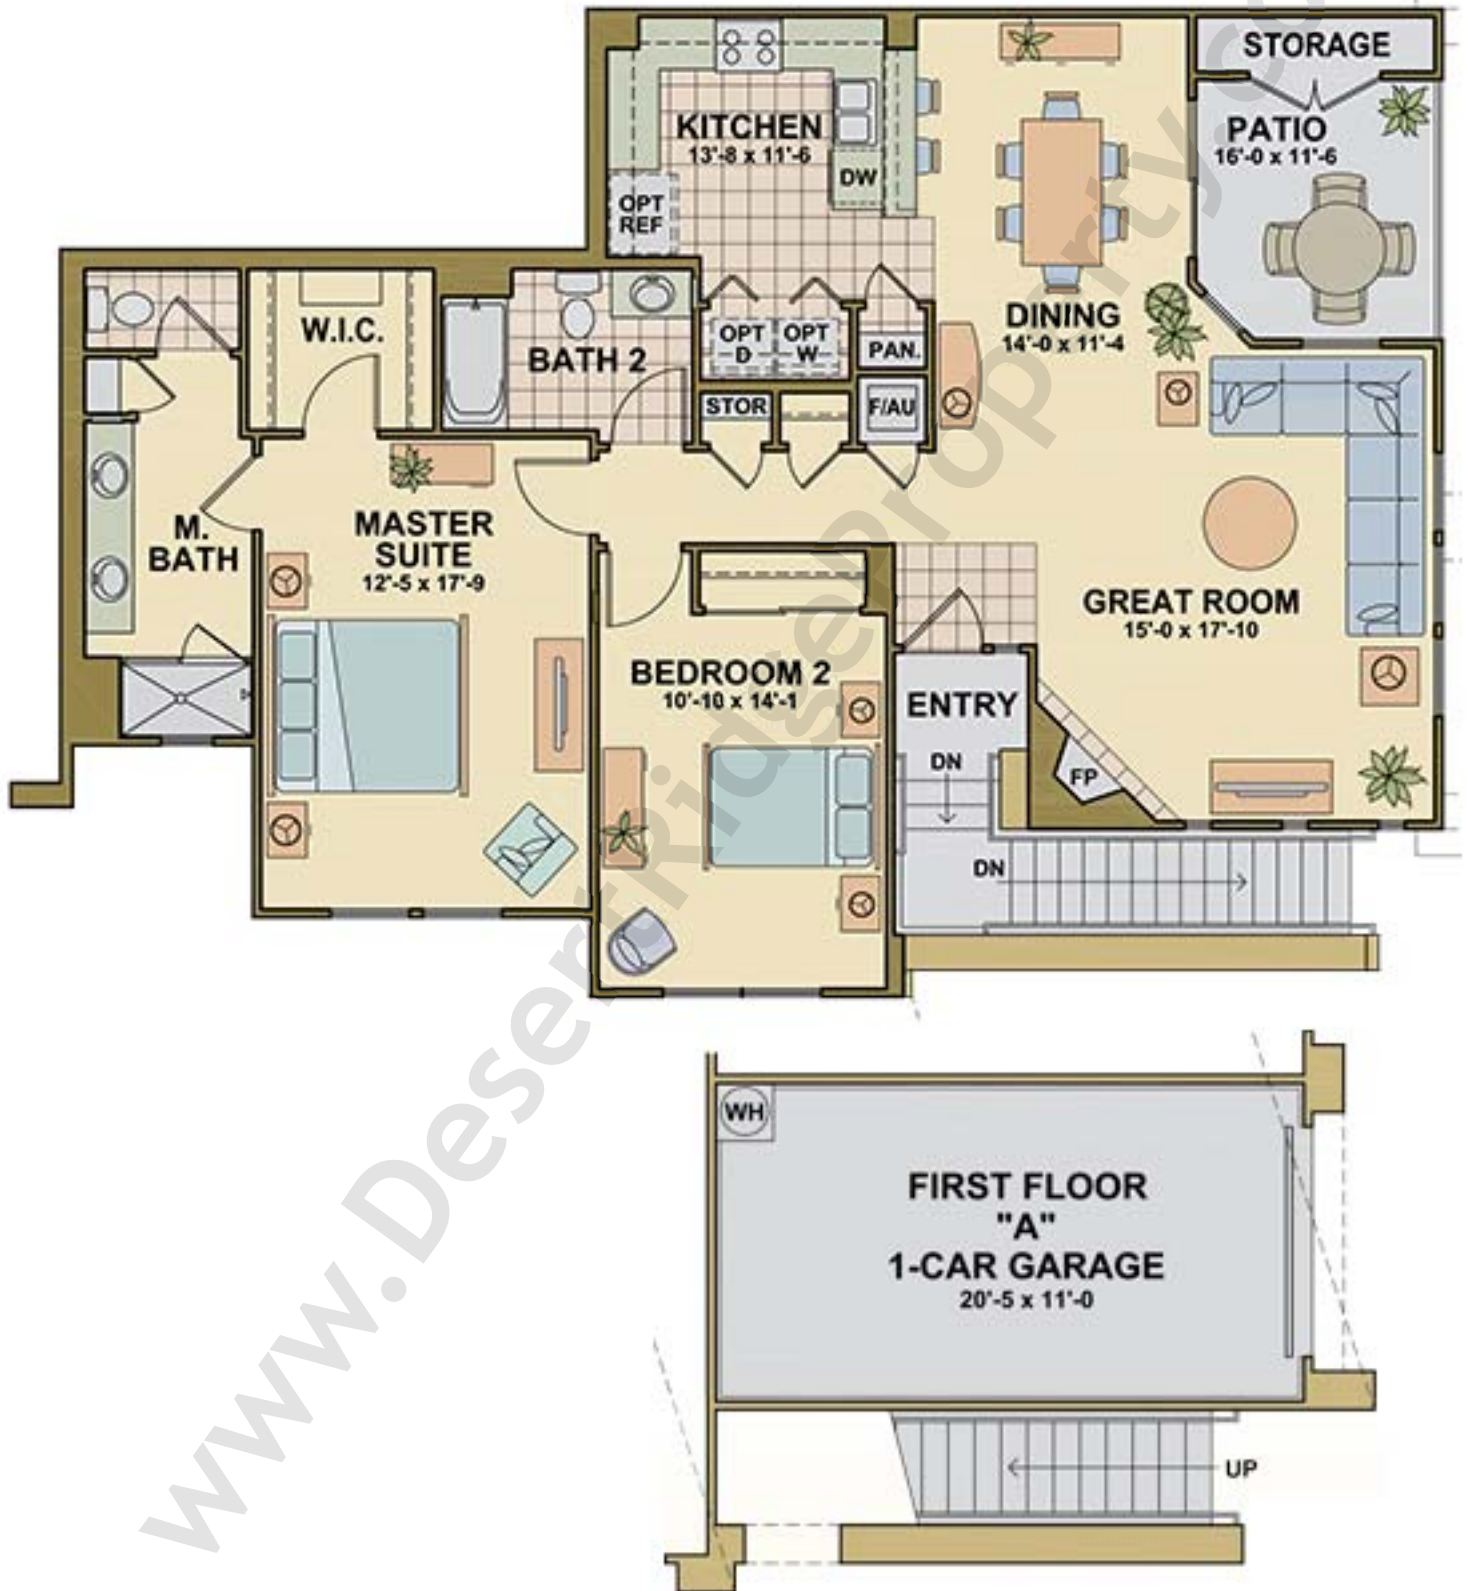 STORAGE
KITCHEN
13'-8 x 11'-6
PATIO
16'-0 x 11'-6
DW
OPT
REF
W.I.C.
BATH 2
OPT
D
OPT
W
PAN.
DINING
14'-0 x 11'-4
STOR
F/AU
M.
BATH
MASTER
SUITE
12'-5 x 17'-9
GREAT ROOM
15'-0 x 17'-10
BEDROOM 2
10'-10 x 14'-1
ENTRY
DN
FP
DN
WH
FIRST FLOOR
"A"
1-CAR GARAGE
20'-5 x 11'-0
UP
www.DesertRidgeProperty.co